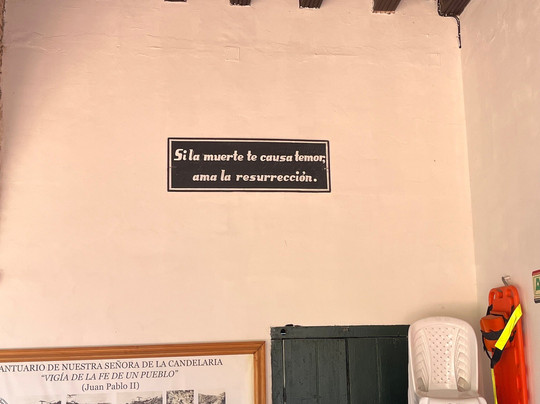 Si la muerte te causa temor,
ama la resurrección.
ANTUARIO DE NUESTRA SEÑORA DE LA CANDELARIA
"VIGÍA DE LA FE DE UN PUEBLO"
(Juan Pablo II)